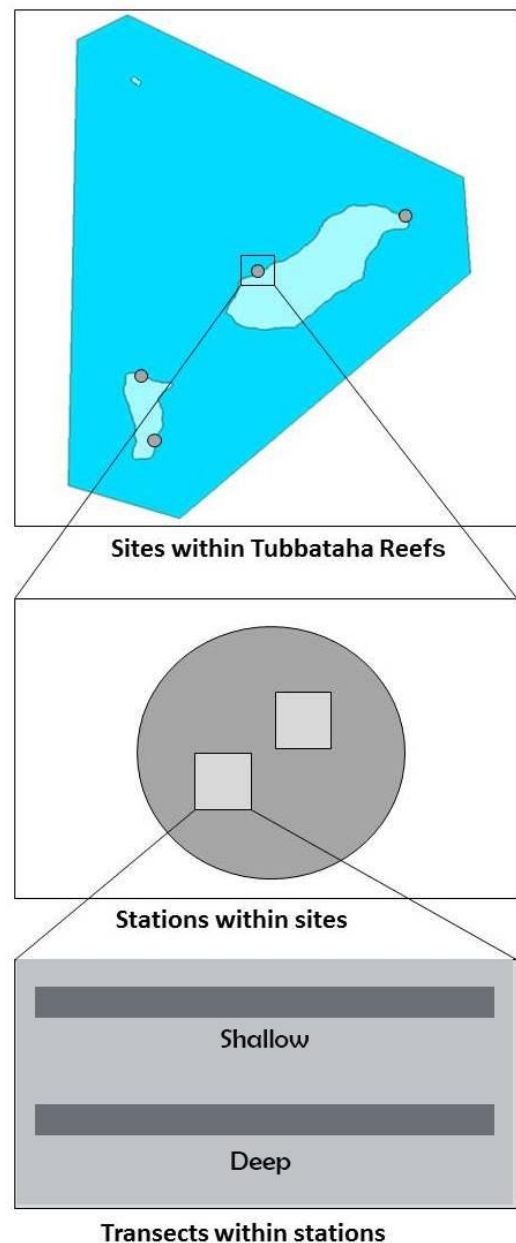 Sites within Tubbataha Reefs
Stations within sites
Shallow
Deep
Transects within stations